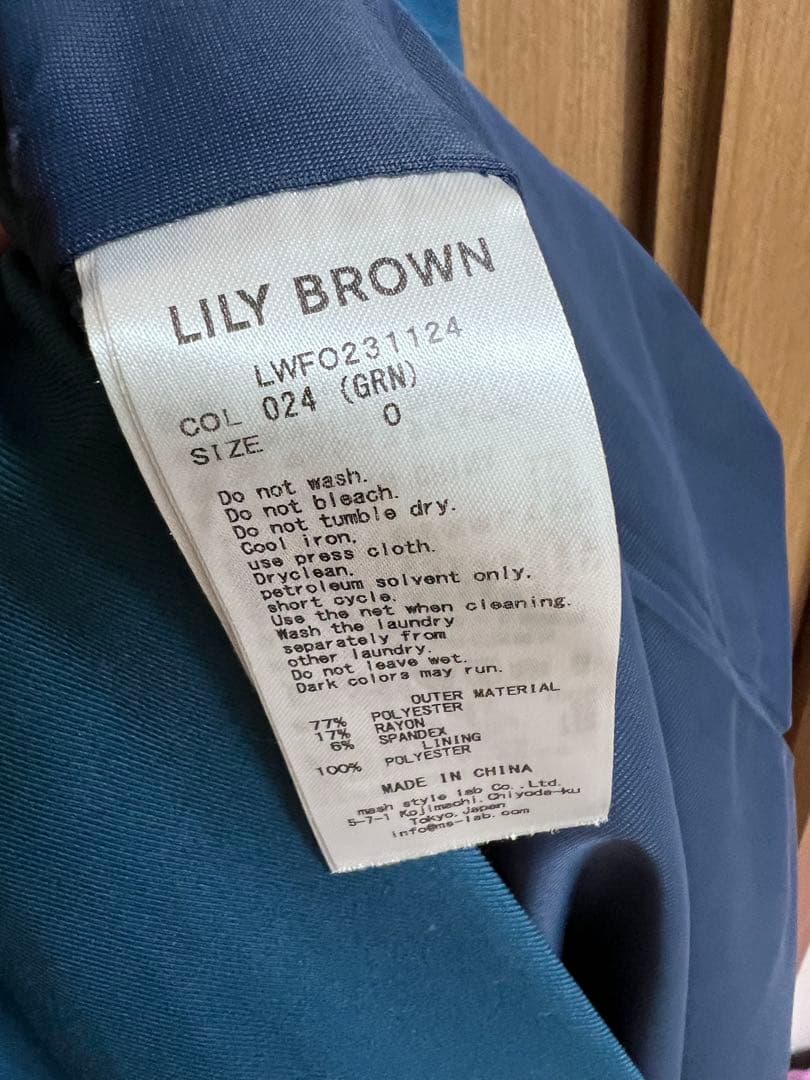 LILY BROWN
LWFO231124
COL 024 (GRN)
SIZE 0
Do not wash.
Do not bleach.
Do not tumble dry.
Cool iron.
use press cloth.
Dryclean.
petroleum solvent only.
short cycle.
Use the net when cleaning.
Wash the laundry
separately from
other laundry.
Do not leave wet.
Dark colors may run.
OUTER MATERIAL
77% POLYESTER
17% RAYON
6% SPANDEX
LINING
100% POLYESTER
MADE IN CHINA
mash style lab Co.,Ltd.
5-7-1 Kojimachi.Chiyoda-ku
Tokyo.Japan
info@ms-lab.com